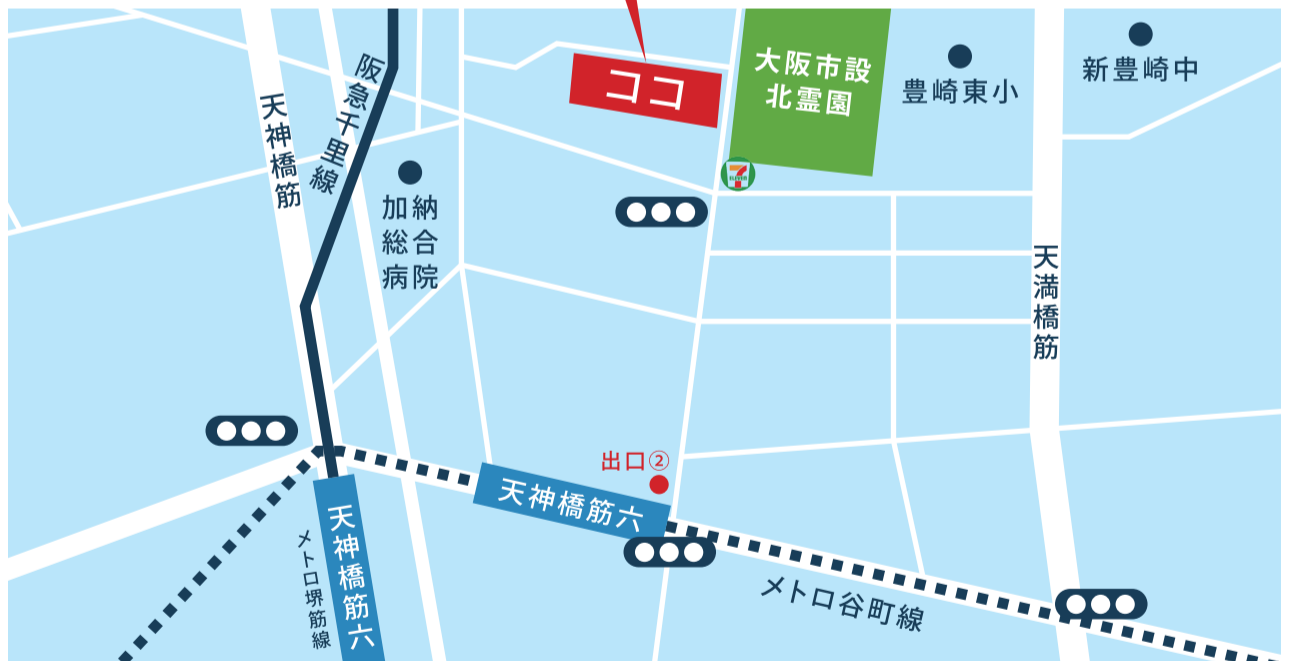 大阪市設
北霊園
豊崎東小
新豊崎中
ココ
阪急千里線
天神橋筋
7
ELEVEN
加納
総合
病院
天満橋筋
出口②
天神橋筋六
天神橋筋六
メトロ堺筋線
メトロ谷町線